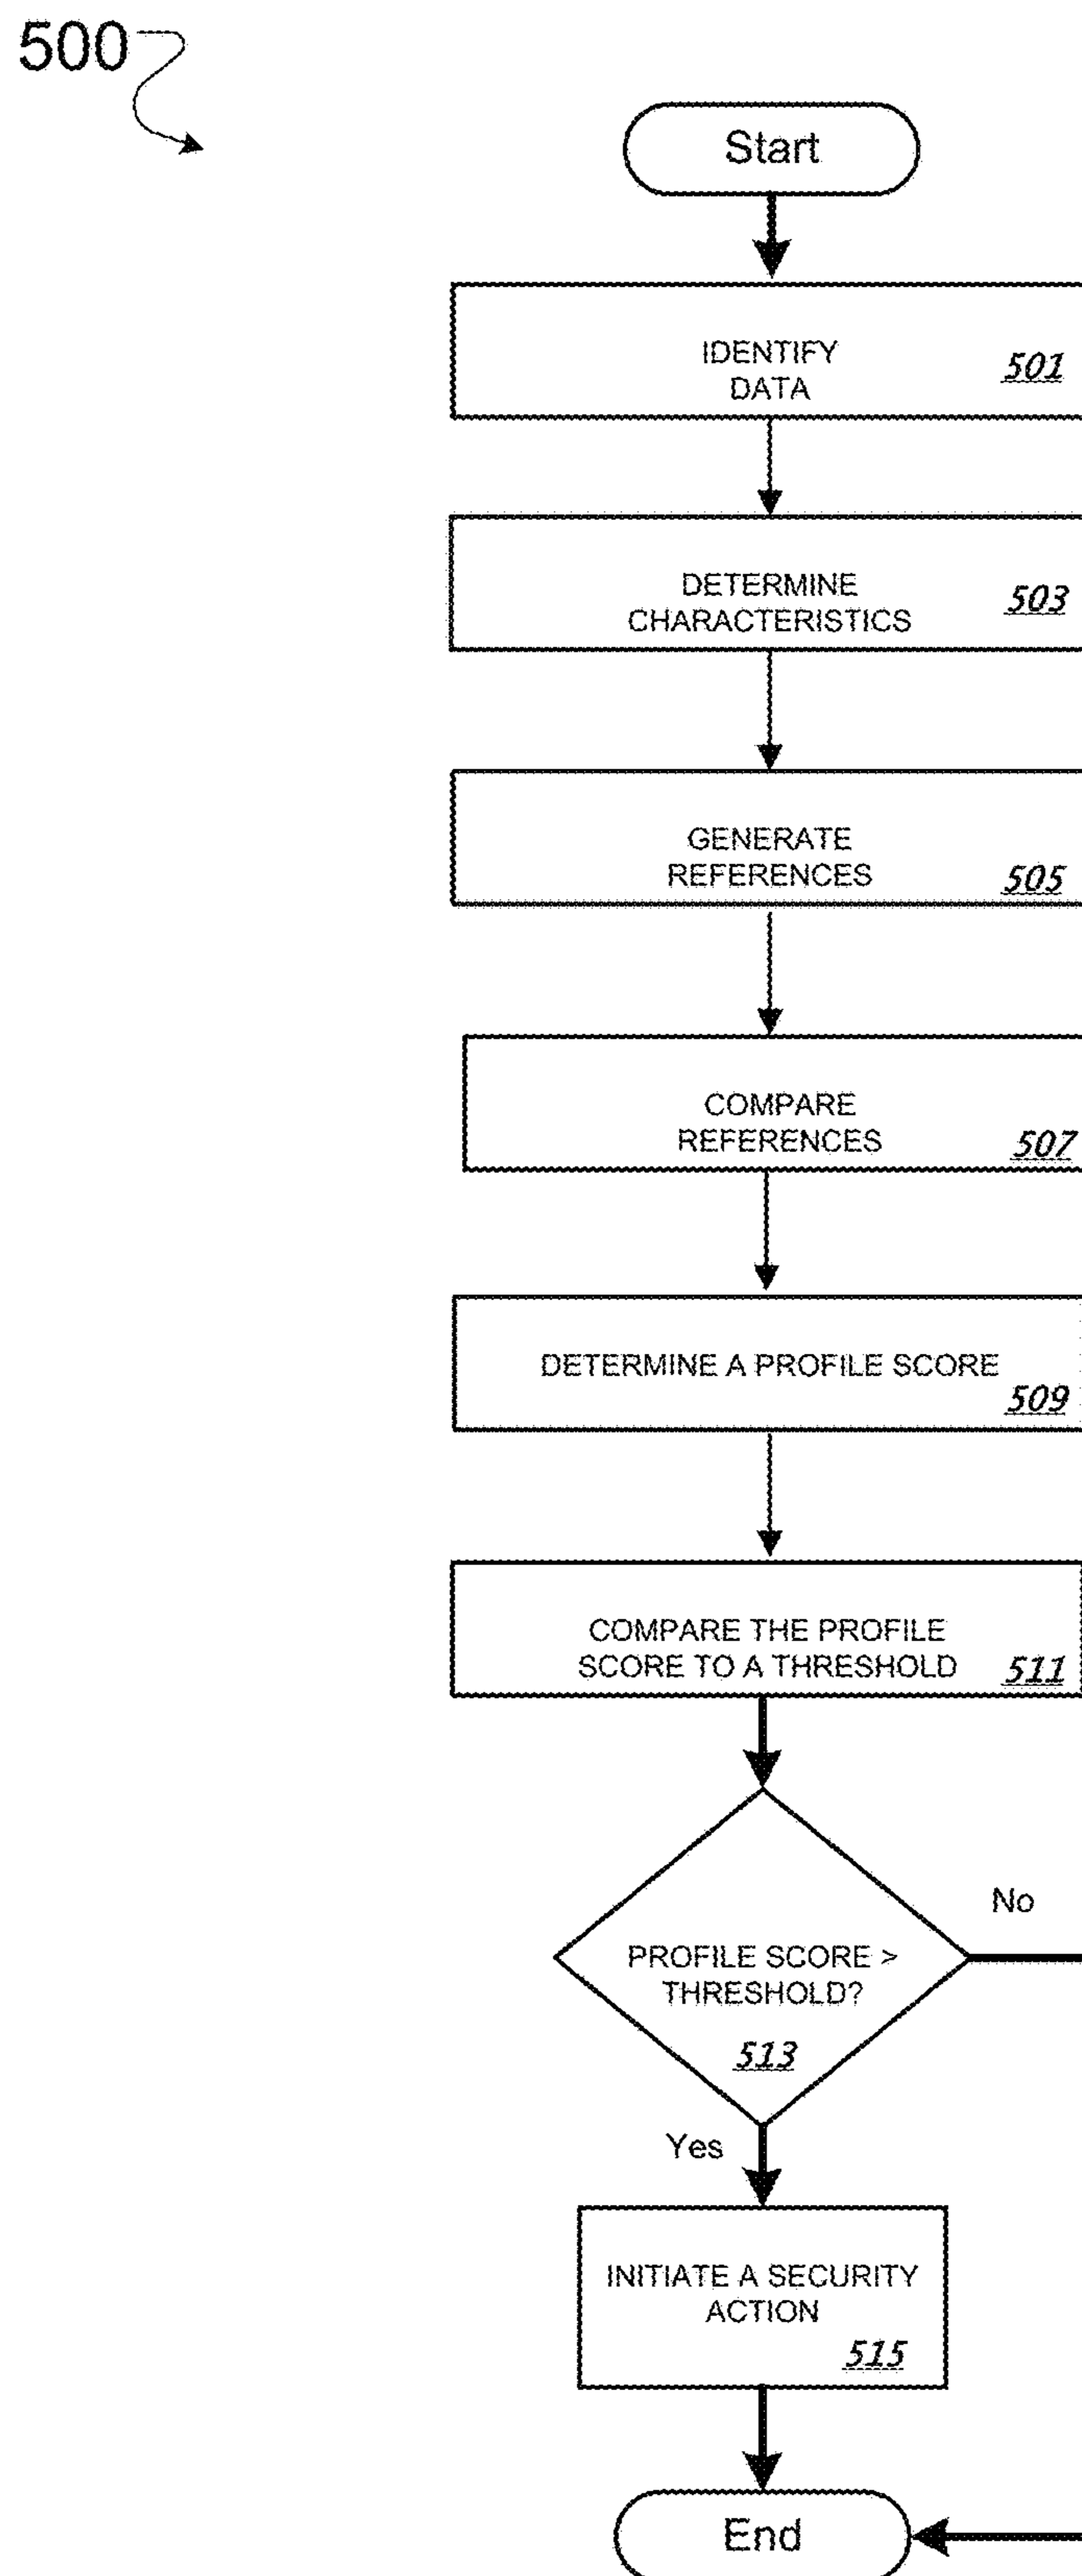 500
Start
IDENTIFY
DATA
501
DETERMINE
CHARACTERISTICS
503
GENERATE
REFERENCES
505
COMPARE
REFERENCES
507
DETERMINE A PROFILE SCORE
509
COMPARE THE PROFILE
SCORE TO A THRESHOLD
511
No
PROFILE SCORE >
THRESHOLD?
513
Yes
INITIATE A SECURITY
ACTION
515
End